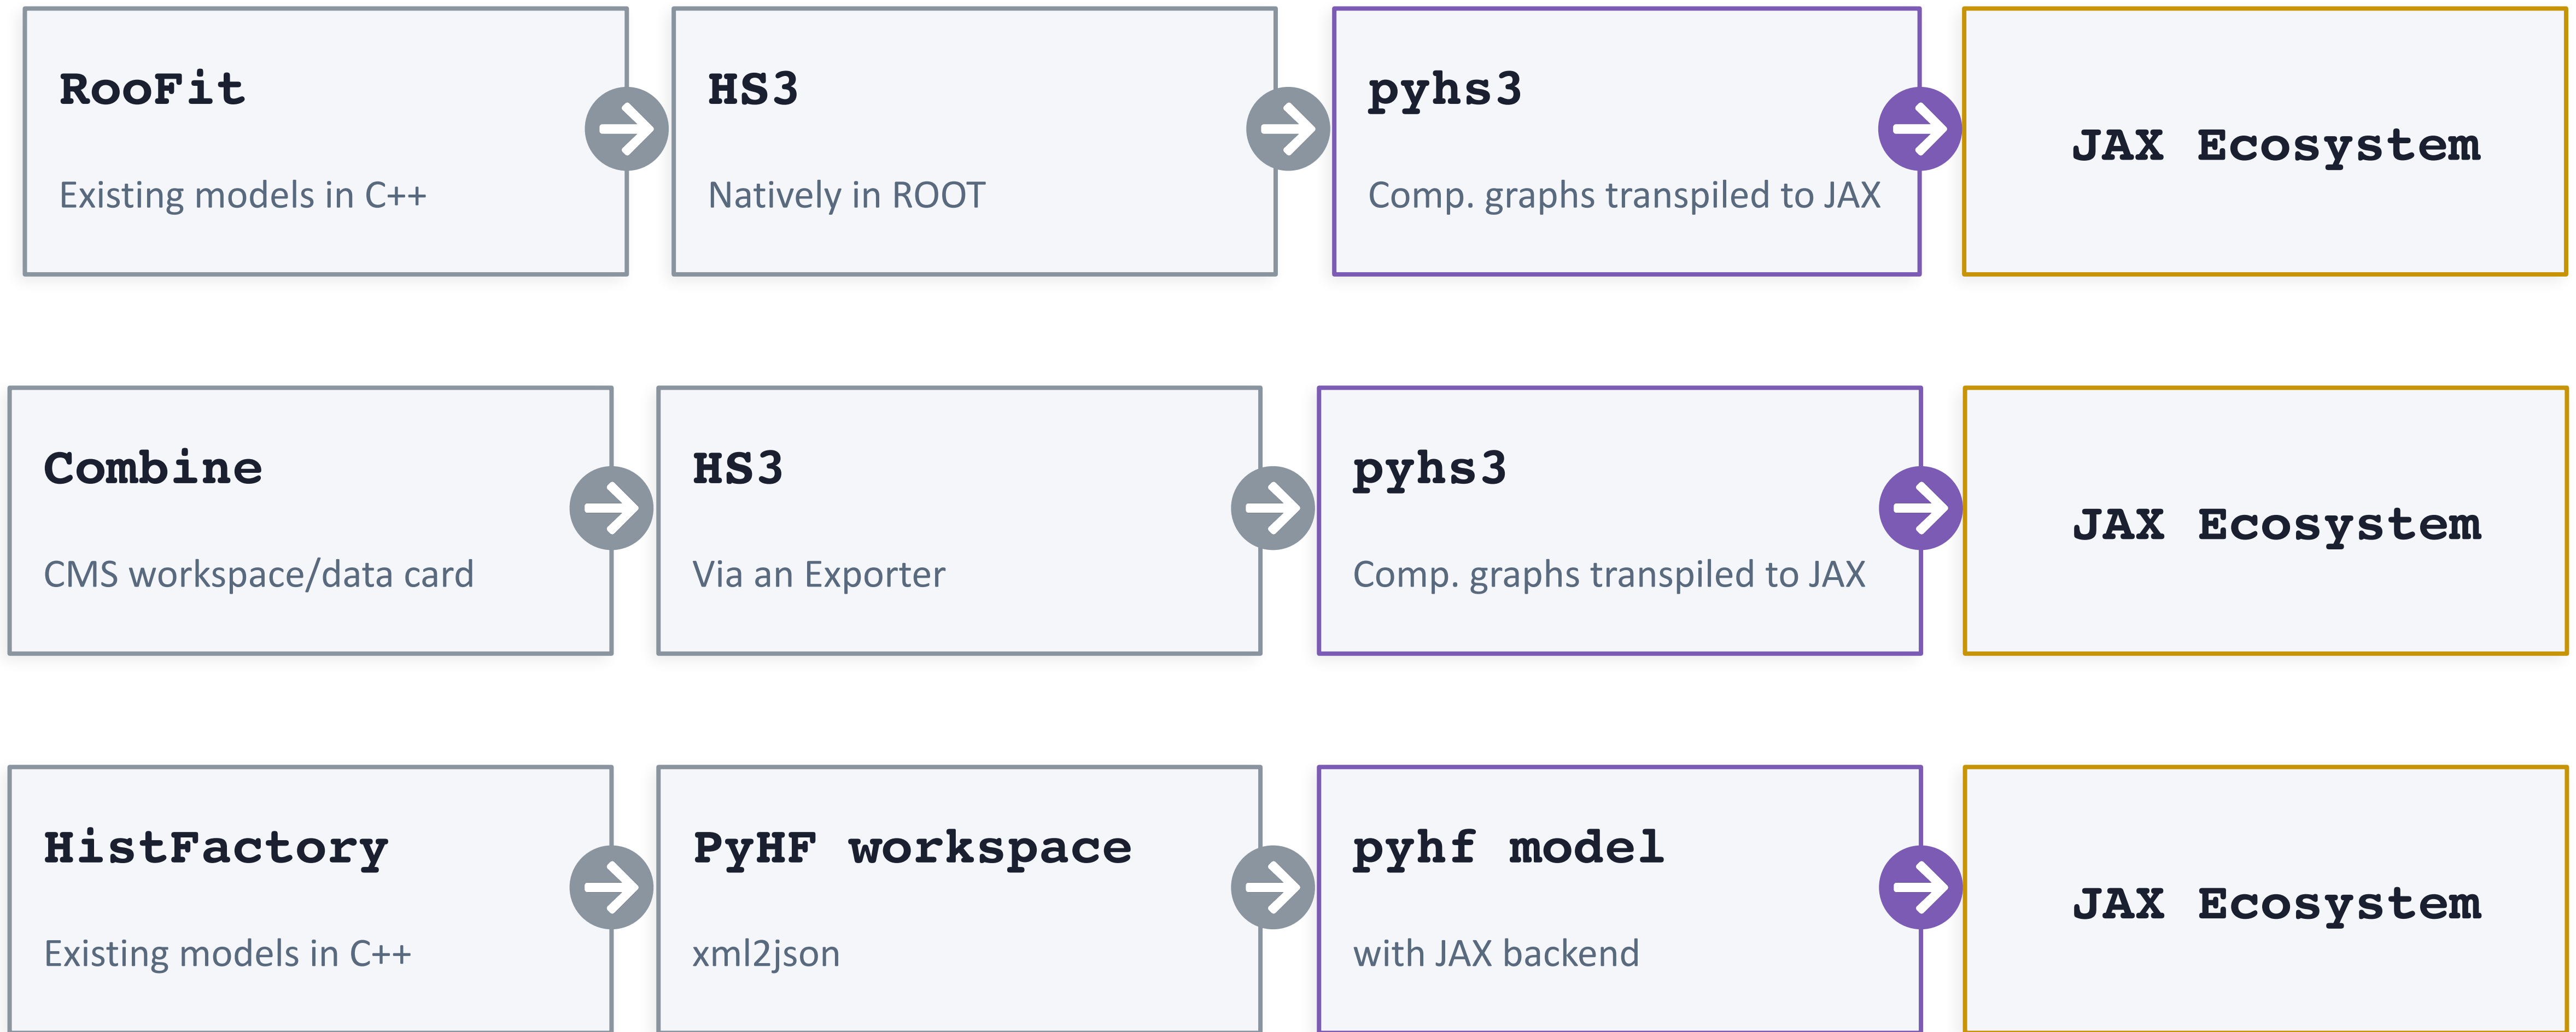 RooFit
Existing models in C++
HS3
Natively in ROOT
pyhs3
Comp. graphs transpiled to JAX
JAX Ecosystem
Combine
CMS workspace/data card
HS3
Via an Exporter
pyhs3
Comp. graphs transpiled to JAX
JAX Ecosystem
HistFactory
Existing models in C++
PyHF workspace
xml2json
pyhf model
with JAX backend
JAX Ecosystem